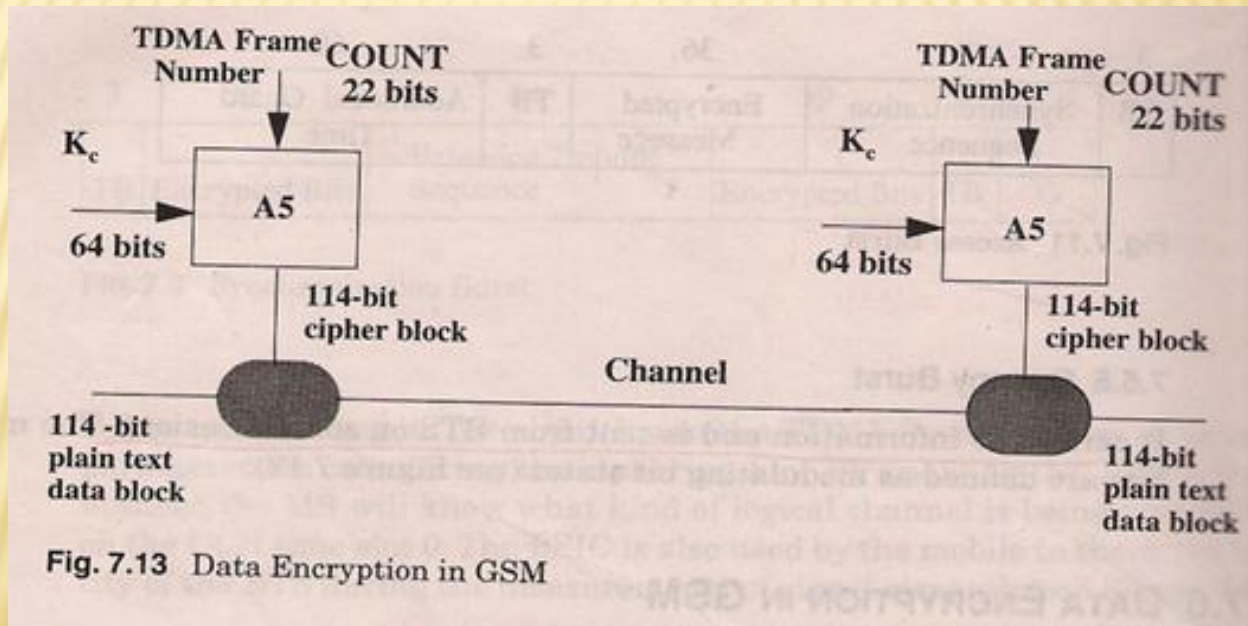 TDMA Frame
Number
COUNT
22 bits
K_c
64 bits
A5
114-bit
cipher block
114 -bit
plain text
data block
Channel
TDMA Frame
Number
COUNT
22 bits
K_c
64 bits
A5
114-bit
cipher block
114-bit
plain text
data block
Fig. 7.13 Data Encryption in GSM